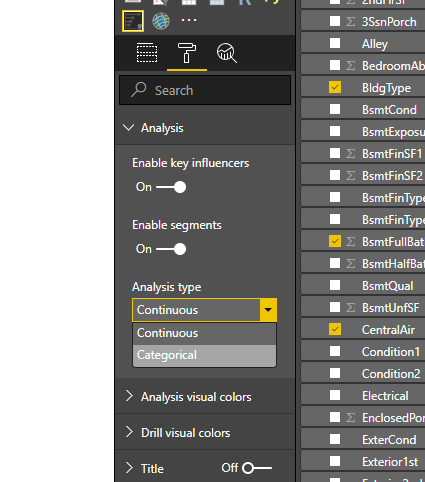 Search
Analysis
Enable key influencers
On
Enable segments
On
Analysis type
Continuous
Continuous
Categorical
Analysis visual colors
Drill visual colors
Title Off
3SsnPorch
Alley
BedroomAb
BldgType
BsmtCond
BsmtExposu
BsmtFinSF1
BsmtFinSF2
BsmtFinType
BsmtFinType
BsmtFullBat
BsmtHalfBat
BsmtQual
BsmtUnfSF
CentralAir
Condition1
Condition2
Electrical
EnclosedPor
ExterCond
Exterior1st